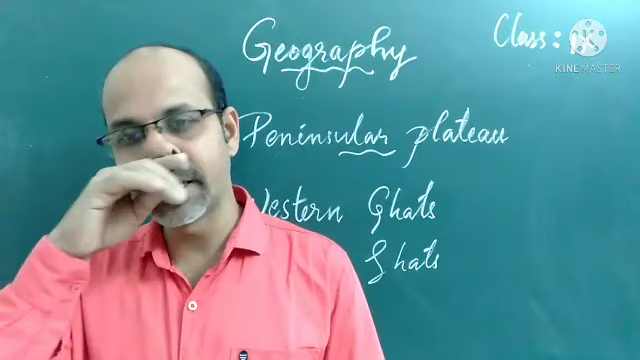 Geography
Class:
KINEMASTER
Peninsular plateau
Western Ghats
Ghats